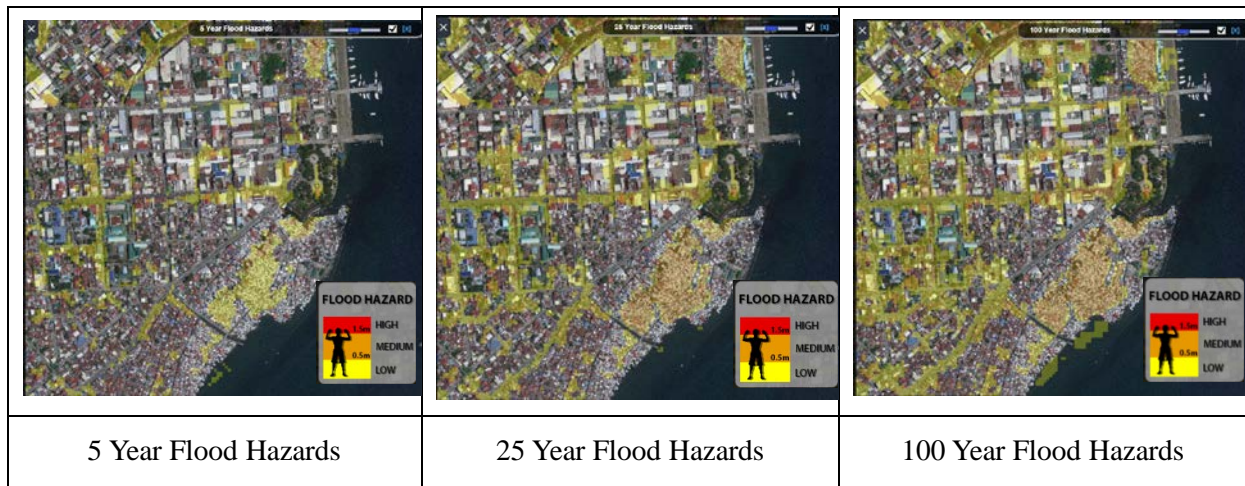 5 Year Flood Hazards
[x]
FLOOD HAZARD
HIGH
1.5m
MEDIUM
0.5m
LOW
25 Year Flood Hazards
[x]
FLOOD HAZARD
HIGH
1.5m
MEDIUM
0.5m
LOW
100 Year Flood Hazards
[x]
FLOOD HAZARD
HIGH
1.5m
MEDIUM
0.5m
LOW
5 Year Flood Hazards
25 Year Flood Hazards
100 Year Flood Hazards